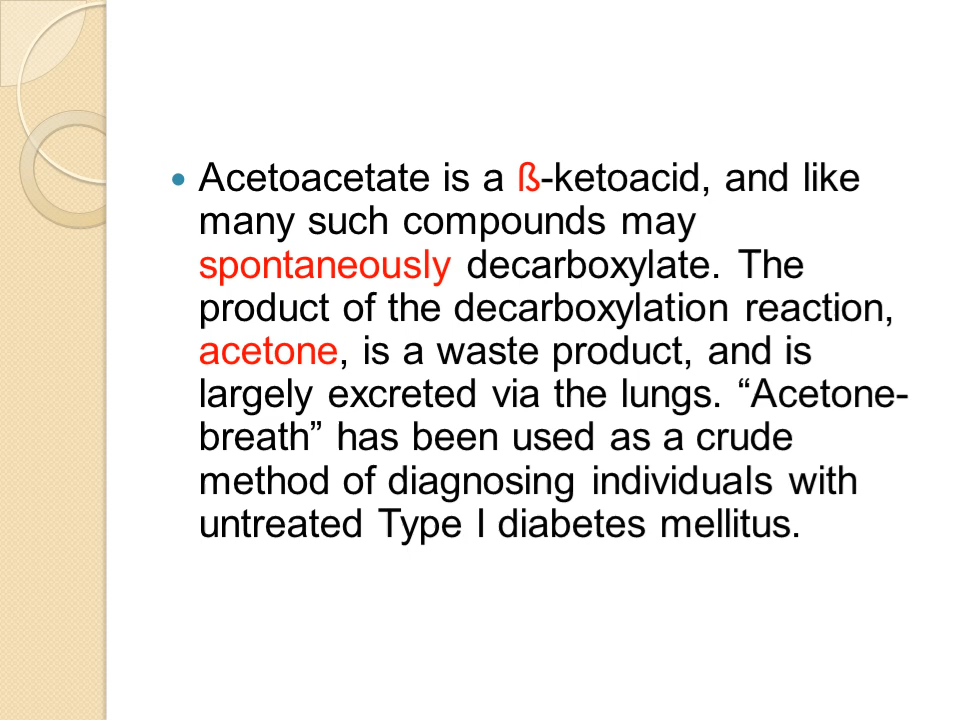 • Acetoacetate is a ß-ketoacid, and like
many such compounds may
spontaneously decarboxylate. The
product of the decarboxylation reaction,
acetone, is a waste product, and is
largely excreted via the lungs. “Acetone-
breath” has been used as a crude
method of diagnosing individuals with
untreated Type I diabetes mellitus.